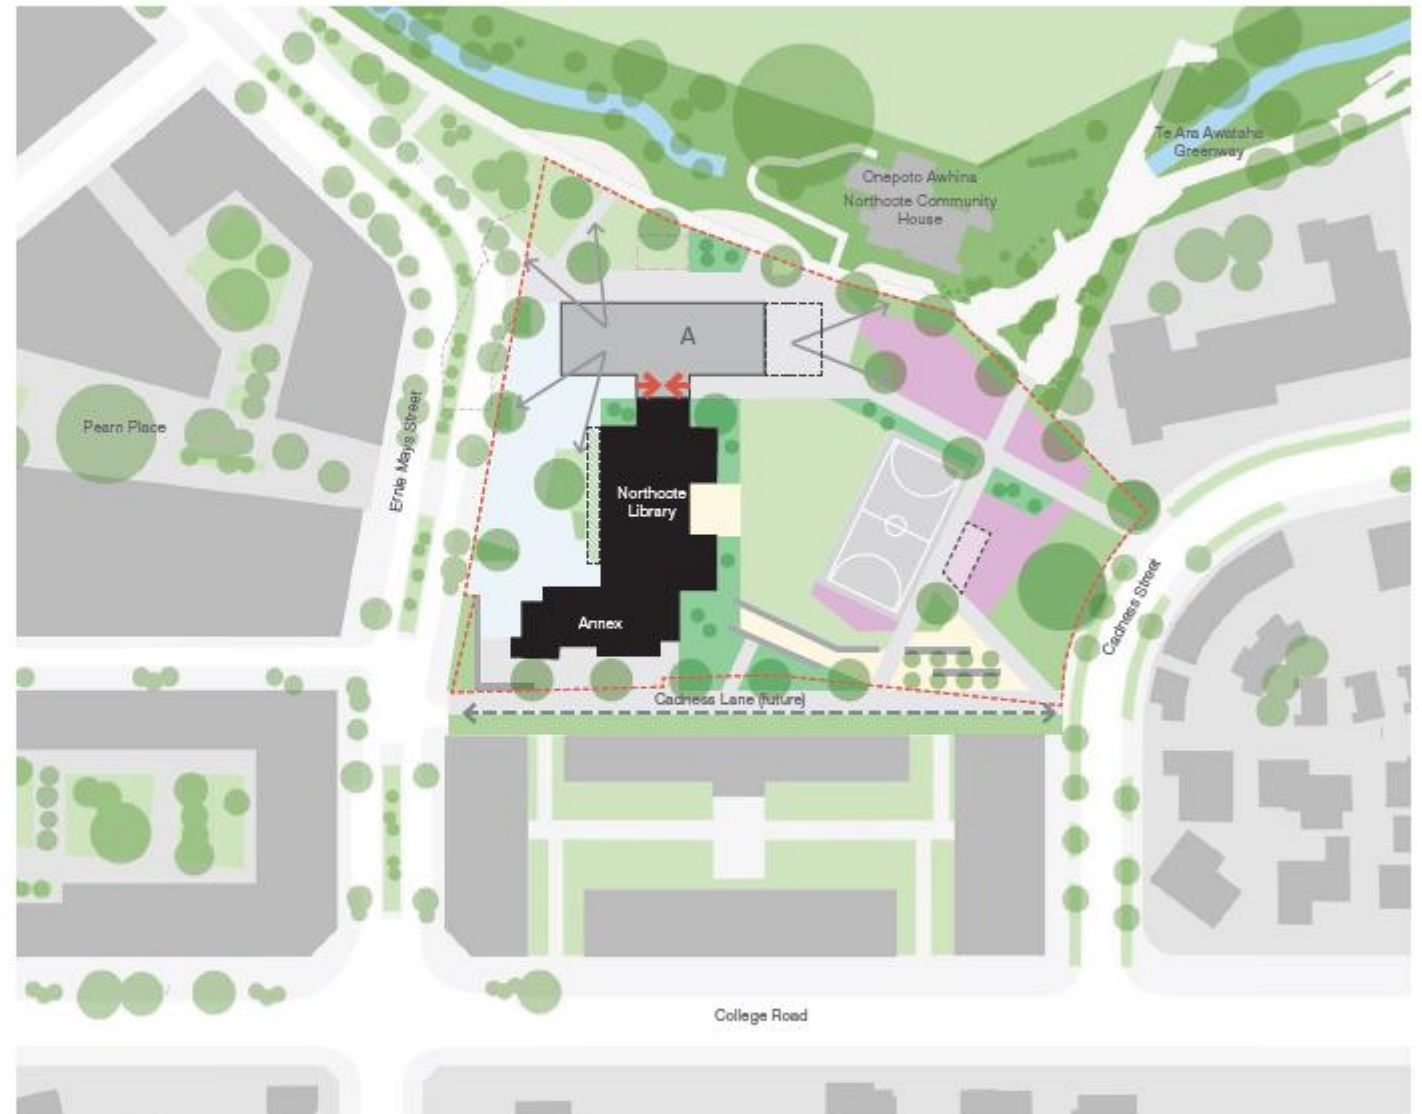 Te Ara Awataha
Greenway
Onepoto Awhina
Northcote Community
House
A
Pearn Place
Ernie Mays Street
Northcote
Library
Annex
Cadness Street
Cadness Lane (future)
College Road